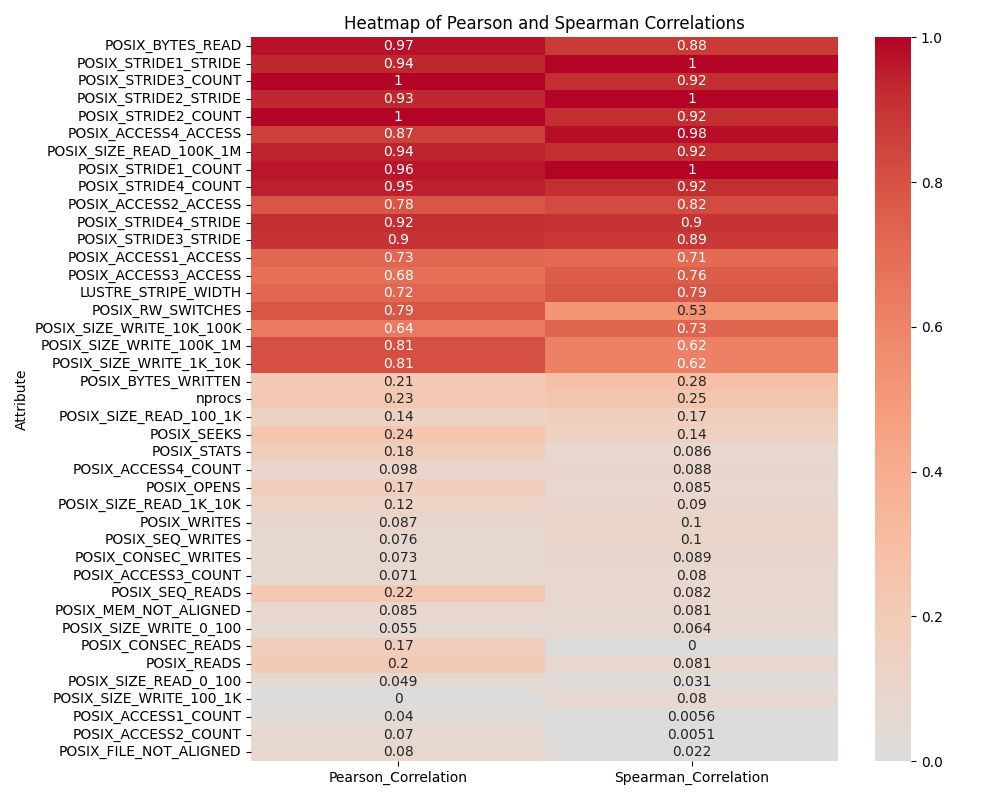 Heatmap of Pearson and Spearman Correlations
Attribute
POSIX_BYTES_READ 0.97 0.88
POSIX_STRIDE1_STRIDE 0.94 1
POSIX_STRIDE3_COUNT 1 0.92
POSIX_STRIDE2_STRIDE 0.93 1
POSIX_STRIDE2_COUNT 1 0.92
POSIX_ACCESS4_ACCESS 0.87 0.98
POSIX_SIZE_READ_100K_1M 0.94 0.92
POSIX_STRIDE1_COUNT 0.96 1
POSIX_STRIDE4_COUNT 0.95 0.92
POSIX_ACCESS2_ACCESS 0.78 0.82
POSIX_STRIDE4_STRIDE 0.92 0.9
POSIX_STRIDE3_STRIDE 0.9 0.89
POSIX_ACCESS1_ACCESS 0.73 0.71
POSIX_ACCESS3_ACCESS 0.68 0.76
LUSTRE_STRIPE_WIDTH 0.72 0.79
POSIX_RW_SWITCHES 0.79 0.53
POSIX_SIZE_WRITE_10K_100K 0.64 0.73
POSIX_SIZE_WRITE_100K_1M 0.81 0.62
POSIX_SIZE_WRITE_1K_10K 0.81 0.62
POSIX_BYTES_WRITTEN 0.21 0.28
nprocs 0.23 0.25
POSIX_SIZE_READ_100_1K 0.14 0.17
POSIX_SEEKS 0.24 0.14
POSIX_STATS 0.18 0.086
POSIX_ACCESS4_COUNT 0.098 0.088
POSIX_OPENS 0.17 0.085
POSIX_SIZE_READ_1K_10K 0.12 0.09
POSIX_WRITES 0.087 0.1
POSIX_SEQ_WRITES 0.076 0.1
POSIX_CONSEC_WRITES 0.073 0.089
POSIX_ACCESS3_COUNT 0.071 0.08
POSIX_SEQ_READS 0.22 0.082
POSIX_MEM_NOT_ALIGNED 0.085 0.081
POSIX_SIZE_WRITE_0_100 0.055 0.064
POSIX_CONSEC_READS 0.17 0
POSIX_READS 0.2 0.081
POSIX_SIZE_READ_0_100 0.049 0.031
POSIX_SIZE_WRITE_100_1K 0 0.08
POSIX_ACCESS1_COUNT 0.04 0.0056
POSIX_ACCESS2_COUNT 0.07 0.0051
POSIX_FILE_NOT_ALIGNED 0.08 0.022
Pearson_Correlation Spearman_Correlation
1.0
0.8
0.6
0.4
0.2
0.0